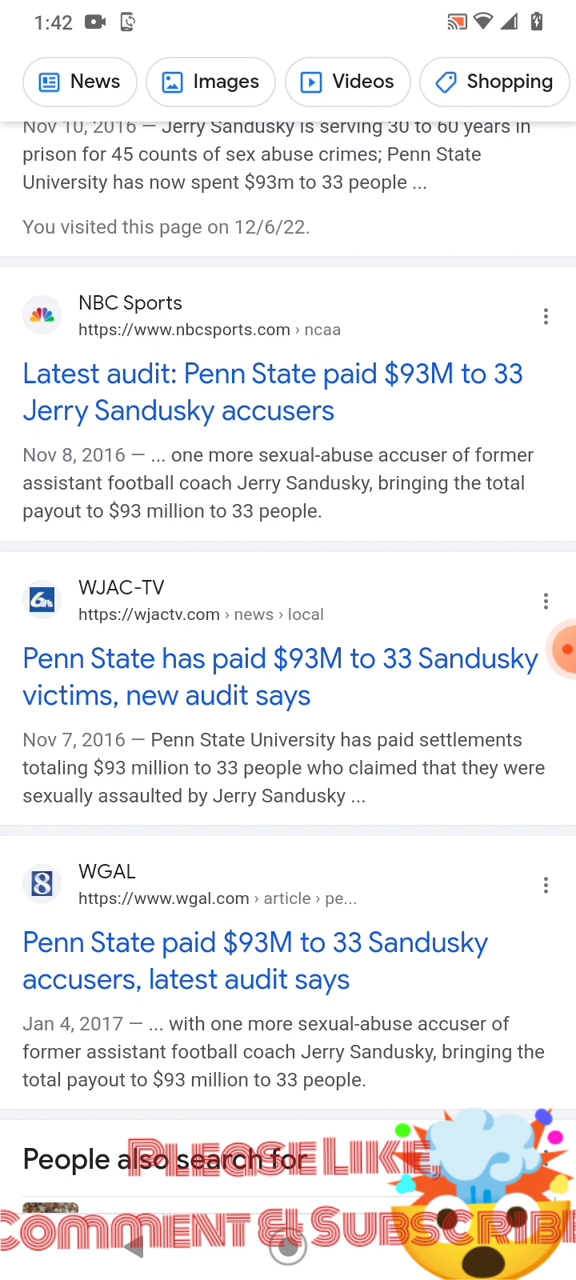 1:42
News
Images
Videos
Shopping
Nov 10, 2016 — Jerry Sandusky is serving 30 to 60 years in
prison for 45 counts of sex abuse crimes; Penn State
University has now spent $93m to 33 people ...
You visited this page on 12/6/22.
NBC Sports
https://www.nbcsports.com › ncaa
Latest audit: Penn State paid $93M to 33
Jerry Sandusky accusers
Nov 8, 2016 — ... one more sexual-abuse accuser of former
assistant football coach Jerry Sandusky, bringing the total
payout to $93 million to 33 people.
6
WJAC-TV
https://wjactv.com › news › local
Penn State has paid $93M to 33 Sandusky
victims, new audit says
Nov 7, 2016 — Penn State University has paid settlements
totaling $93 million to 33 people who claimed that they were
sexually assaulted by Jerry Sandusky ...
8
WGAL
https://www.wgal.com › article › pe...
Penn State paid $93M to 33 Sandusky
accusers, latest audit says
Jan 4, 2017 — ... with one more sexual-abuse accuser of
former assistant football coach Jerry Sandusky, bringing the
total payout to $93 million to 33 people.
People also search for
PLEASE LIKE,
COMMENT & SUBSCRIBE